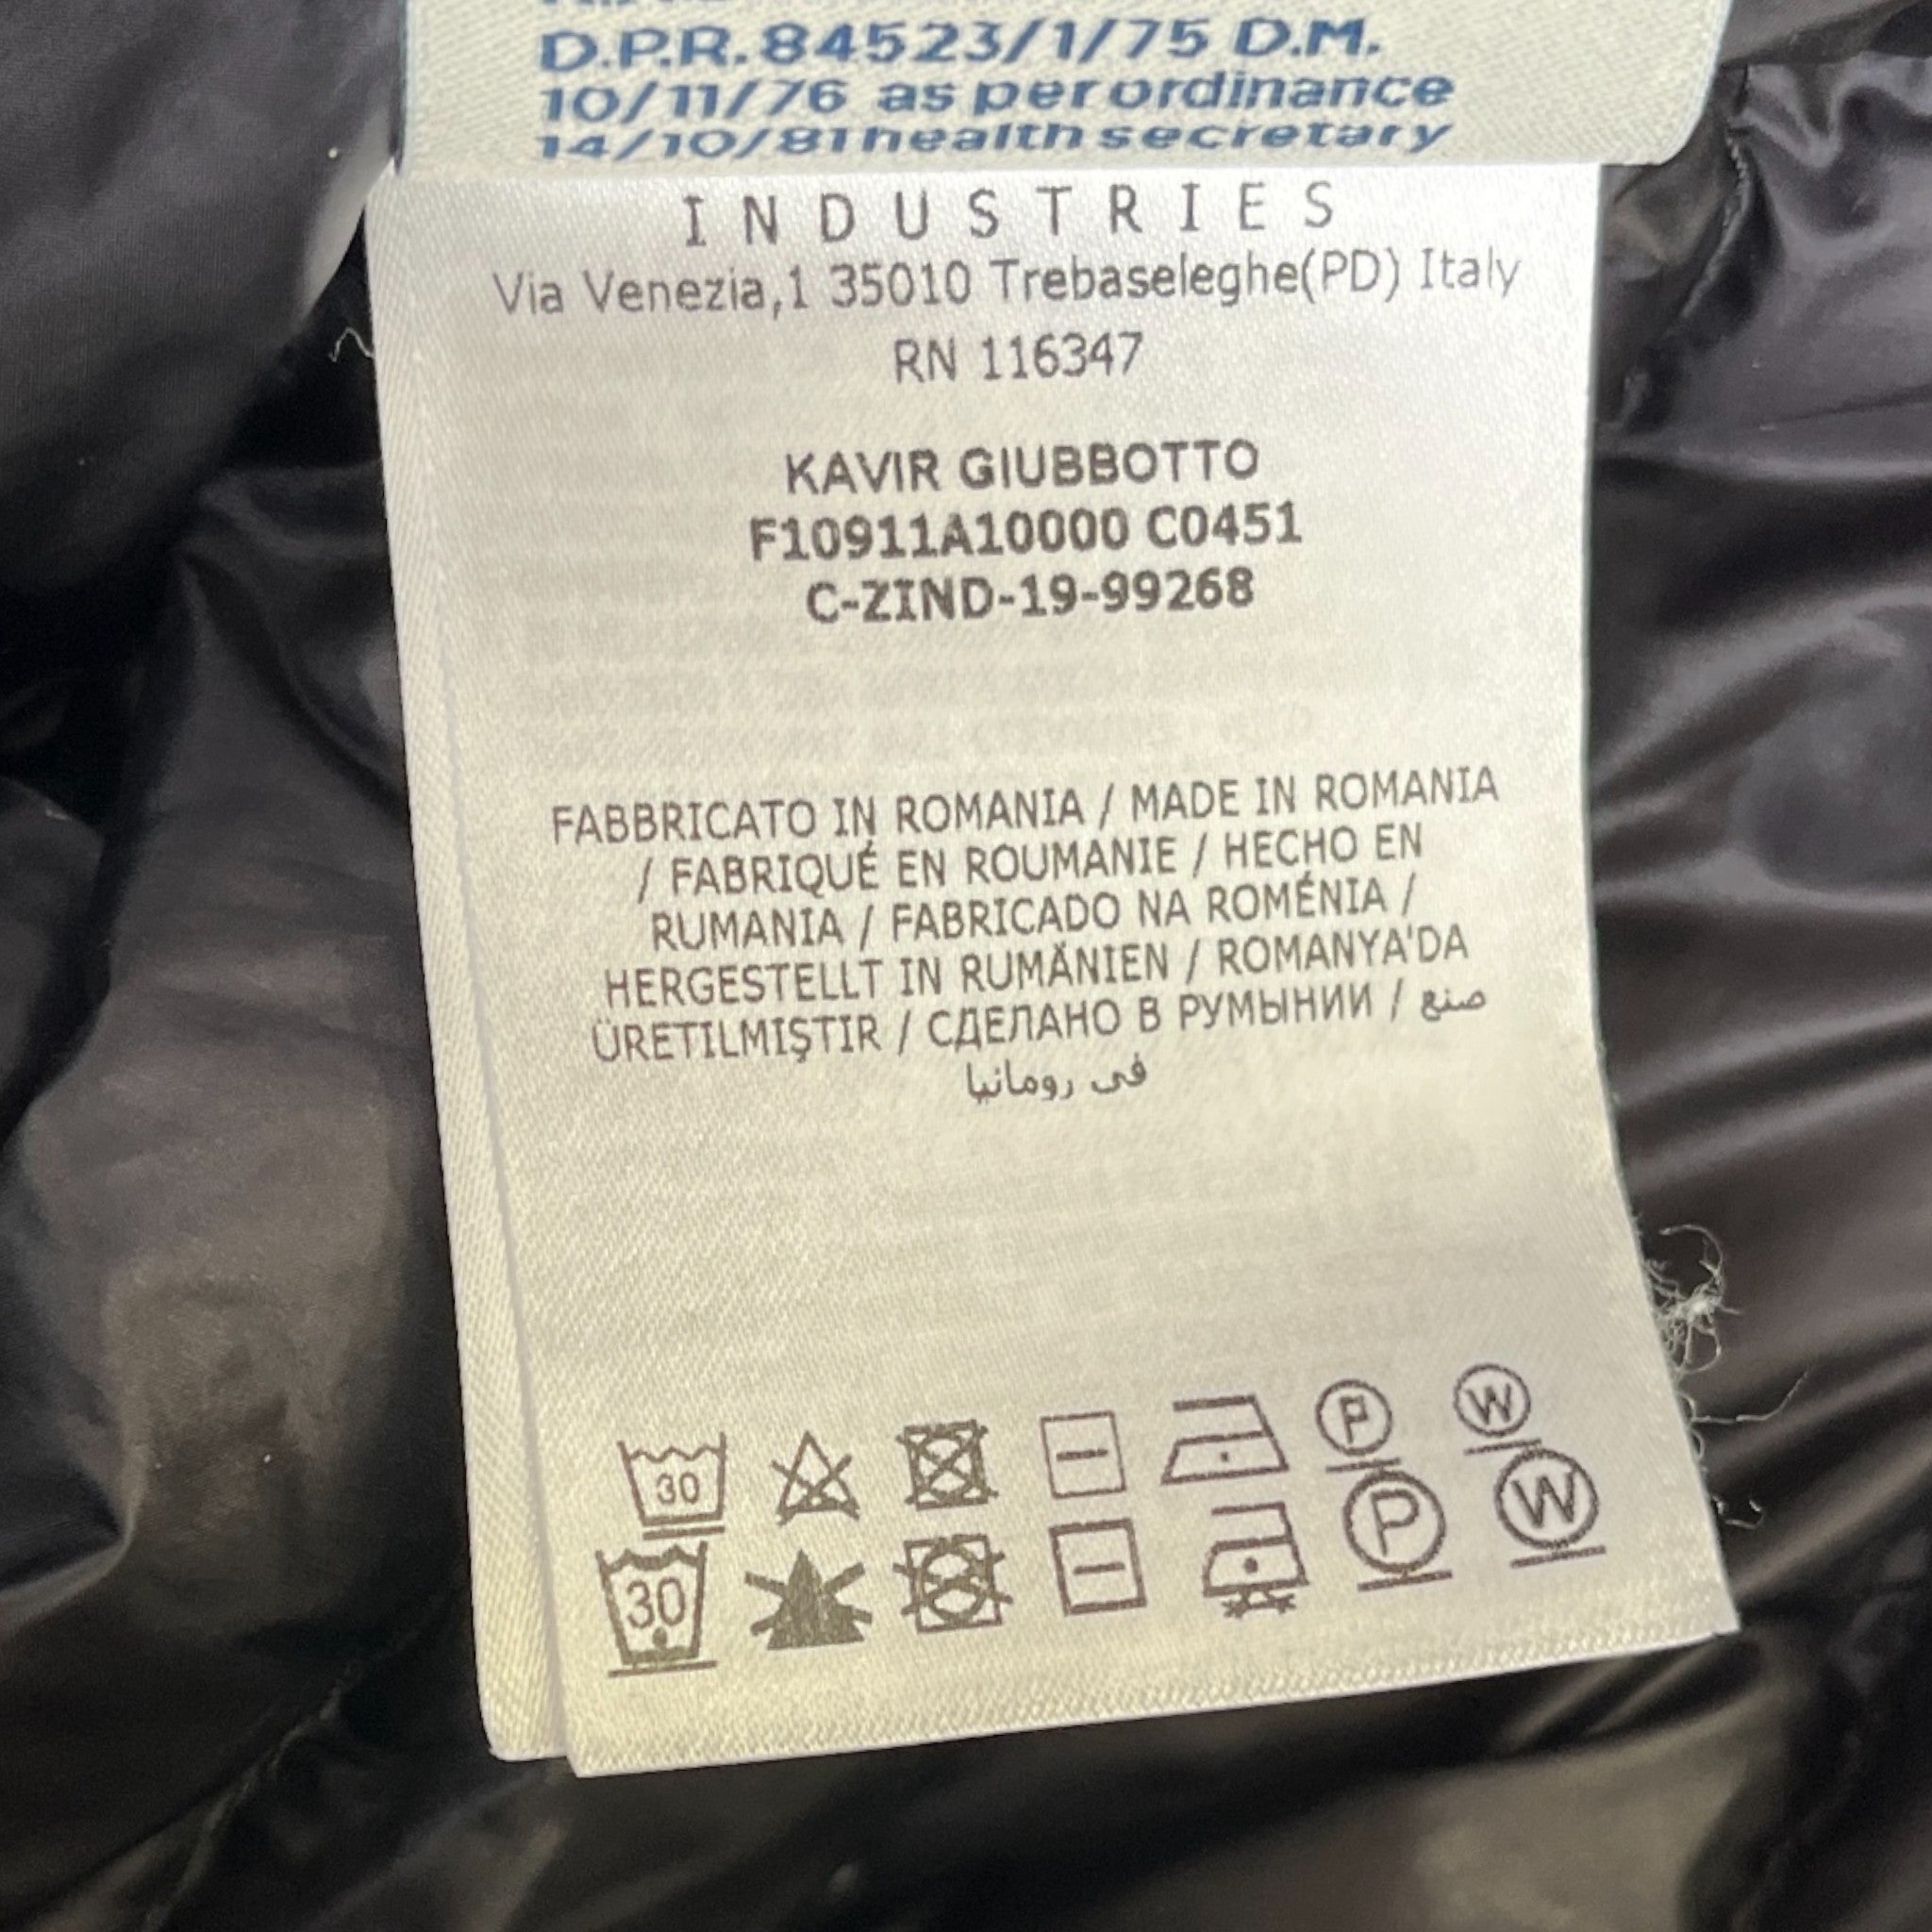 D.P.R. 84523/1/75 D.M.
10/11/76 as per ordinance
14/10/81 health secretary
INDUSTRIES
Via Venezia,1 35010 Trebaseleghe(PD) Italy
RN 116347
KAVIR GIUBBOTTO
F10911A10000 C0451
C-ZIND-19-99268
FABBRICATO IN ROMANIA / MADE IN ROMANIA
/ FABRIQUÉ EN ROUMANIE / HECHO EN
RUMANIA / FABRICADO NA ROMÉNIA /
HERGESTELLT IN RUMÄNIEN / ROMANYA'DA
ÜRETILMIŞTIR / СДЕЛАНО В РУМЫНИИ / صنع
فى رومانيا
30 P W
30 P W